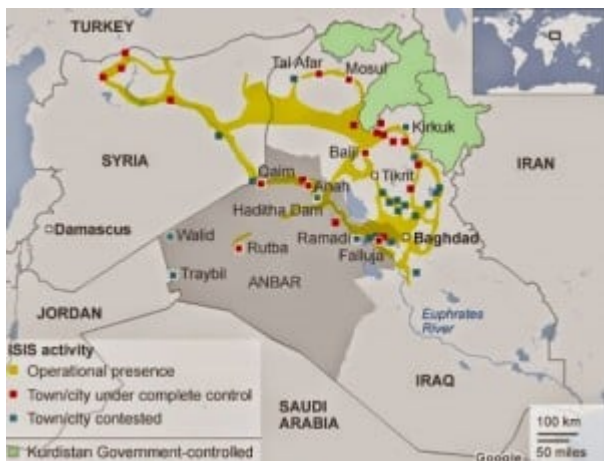 TURKEY
Tal Afar
Mosul
Kirkuk
SYRIA
Baiji
IRAN
Qaim
Tikrit
Anah
Haditha Dam
Damascus
Walid
Ramadi
Baghdad
Rutba
Falluja
Traybil
ANBAR
JORDAN
Euphrates
River
ISIS activity
Operational presence
IRAQ
Town/city under complete control
Town/city contested
SAUDI
ARABIA
100 km
50 miles
Kurdistan Government-controlled
Google